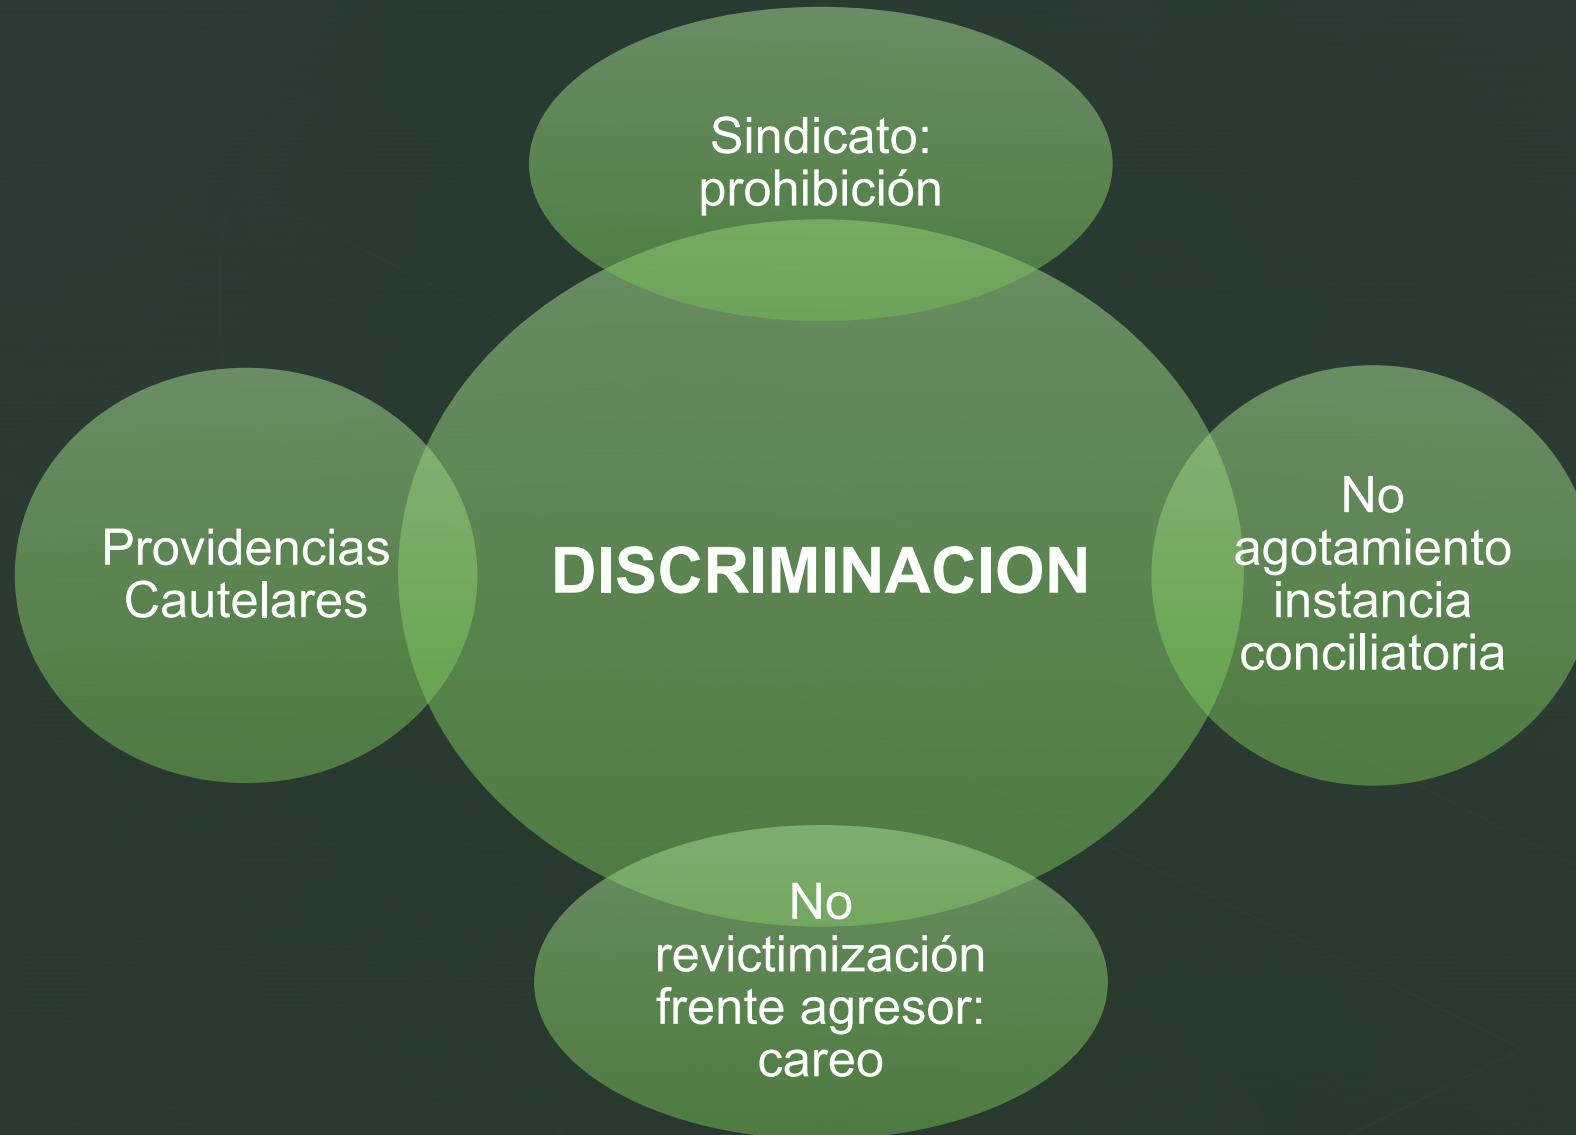 Sindicato:
prohibición
Providencias
Cautelares
DISCRIMINACION
No
agotamiento
instancia
conciliatoria
No
revictimización
frente agresor:
careo